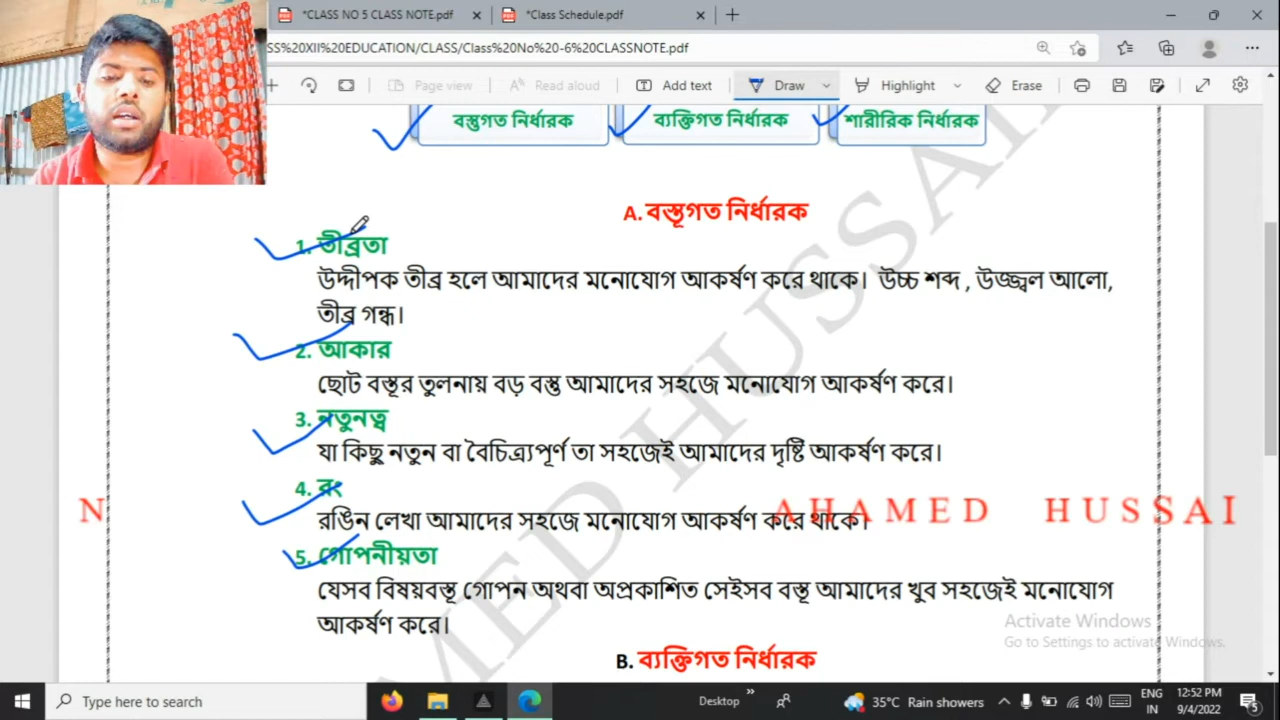 *CLASS NO 5 CLASS NOTE.pdf
*Class Schedule.pdf
SS%20XII%20EDUCATION/CLASS/Class%20No%20-6%20CLASSNOTE.pdf
Page view
Read aloud
Add text
Draw
Highlight
Erase
বস্তুগত নির্ধারক
ব্যক্তিগত নির্ধারক
শারীরিক নির্ধারক
A. বস্তূগত নির্ধারক
1. তীব্রতা
উদ্দীপক তীব্র হলে আমাদের মনোযোগ আকর্ষণ করে থাকে। উচ্চ শব্দ , উজ্জ্বল আলো,
তীব্র গন্ধ।
2. আকার
ছোট বস্তূর তুলনায় বড় বস্তু আমাদের সহজে মনোযোগ আকর্ষণ করে।
3. নতুনত্ব
যা কিছু নতুন বা বৈচিত্র্যপূর্ণ তা সহজেই আমাদের দৃষ্টি আকর্ষণ করে।
4. রং
রঙিন লেখা আমাদের সহজে মনোযোগ আকর্ষণ করে থাকে।
N AHAMED HUSSAI
5. গোপনীয়তা
যেসব বিষয়বস্তূ গোপন অথবা অপ্রকাশিত সেইসব বস্তূ আমাদের খুব সহজেই মনোযোগ
আকর্ষণ করে।
B. ব্যক্তিগত নির্ধারক
MED HUSSAI
Activate Windows
Go to Settings to activate Windows.
Type here to search
Desktop
35°C Rain showers
ENG
IN
12:52 PM
9/4/2022
5